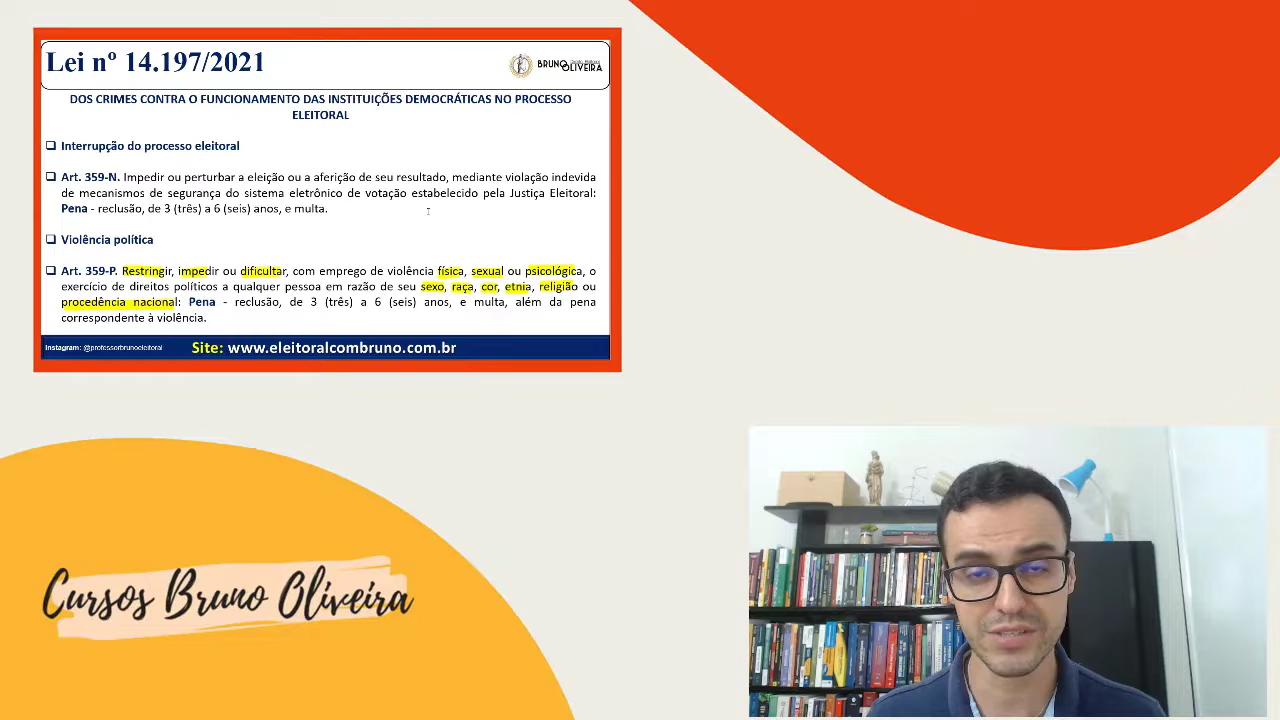 Lei nº 14.197/2021
BRUNO OLIVEIRA
DOS CRIMES CONTRA O FUNCIONAMENTO DAS INSTITUIÇÕES DEMOCRÁTICAS NO PROCESSO
ELEITORAL
❑ Interrupção do processo eleitoral
❑ Art. 359-N. Impedir ou perturbar a eleição ou a aferição de seu resultado, mediante violação indevida
de mecanismos de segurança do sistema eletrônico de votação estabelecido pela Justiça Eleitoral:
Pena - reclusão, de 3 (três) a 6 (seis) anos, e multa.
❑ Violência política
❑ Art. 359-P. Restringir, impedir ou dificultar, com emprego de violência física, sexual ou psicológica, o
exercício de direitos políticos a qualquer pessoa em razão de seu sexo, raça, cor, etnia, religião ou
procedência nacional: Pena - reclusão, de 3 (três) a 6 (seis) anos, e multa, além da pena
correspondente à violência.
Instagram: @professorbrunoeleitoral
Site: www.eleitoralcombruno.com.br
Cursos Bruno Oliveira